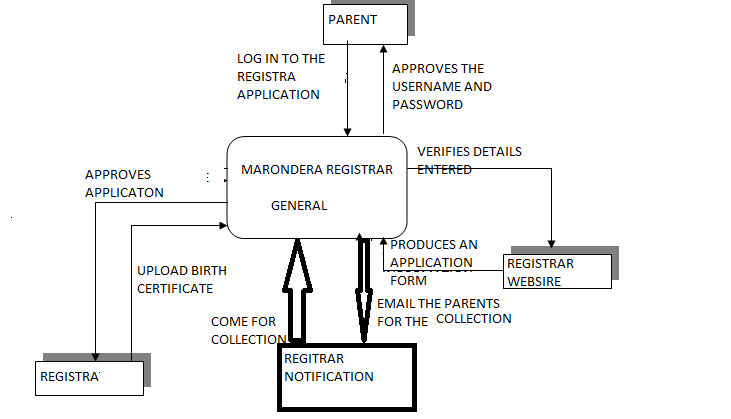 PARENT
LOG IN TO THE
REGISTRA
APPLICATION
APPROVES THE
USERNAME AND
PASSWORD
MARONDERA REGISTRAR
GENERAL
VERIFIES DETAILS
ENTERED
APPROVES
APPLICATON
UPLOAD BIRTH
CERTIFICATE
PRODUCES AN
APPLICATION
FORM
REGISTRAR
WEBSIRE
COME FOR
COLLECTION
EMAIL THE PARENTS
FOR THE COLLECTION
REGITRAR
NOTIFICATION
REGISTRA